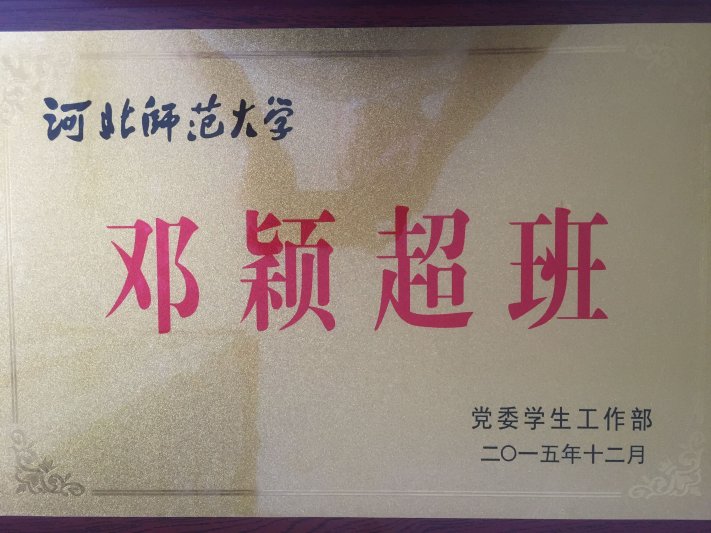 河北师范大学
邓颖超班
党委学生工作部
二〇一五年十二月